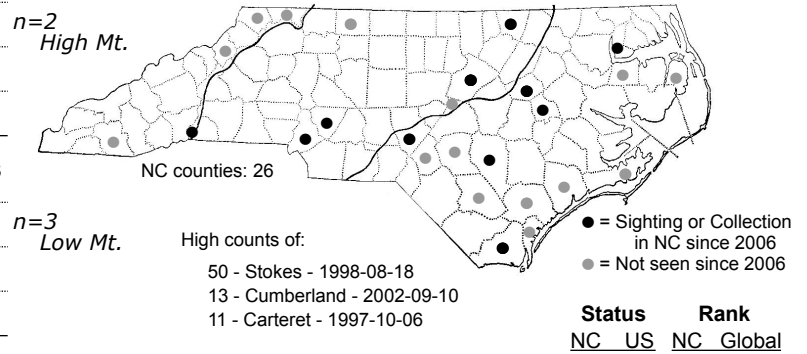 n=2
High Mt.
NC counties: 26
n=3
Low Mt.
High counts of:
50 - Stokes - 1998-08-18
13 - Cumberland - 2002-09-10
11 - Carteret - 1997-10-06
= Sighting or Collection
in NC since 2006
= Not seen since 2006
Status Rank
NC US NC Global